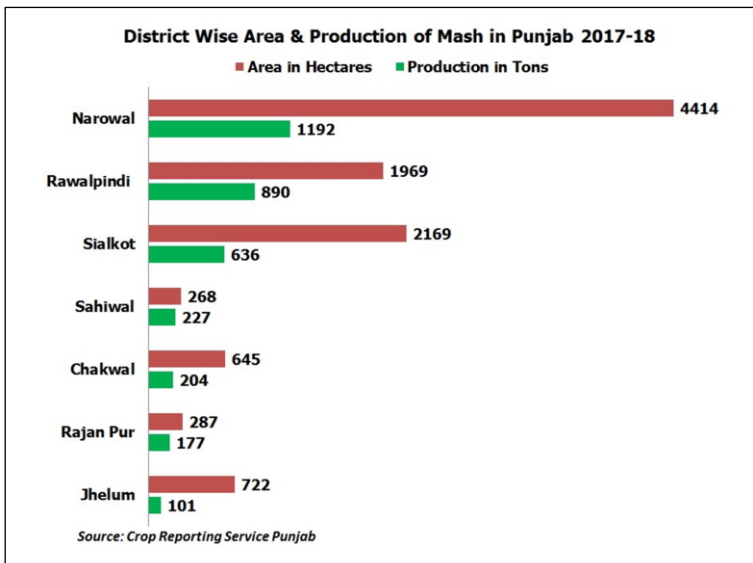 District Wise Area & Production of Mash in Punjab 2017-18
Area in Hectares Production in Tons
Narowal 4414
1192
Rawalpindi 1969
890
Sialkot 2169
636
Sahiwal 268
227
Chakwal 645
204
Rajan Pur 287
177
Jhelum 722
101
Source: Crop Reporting Service Punjab